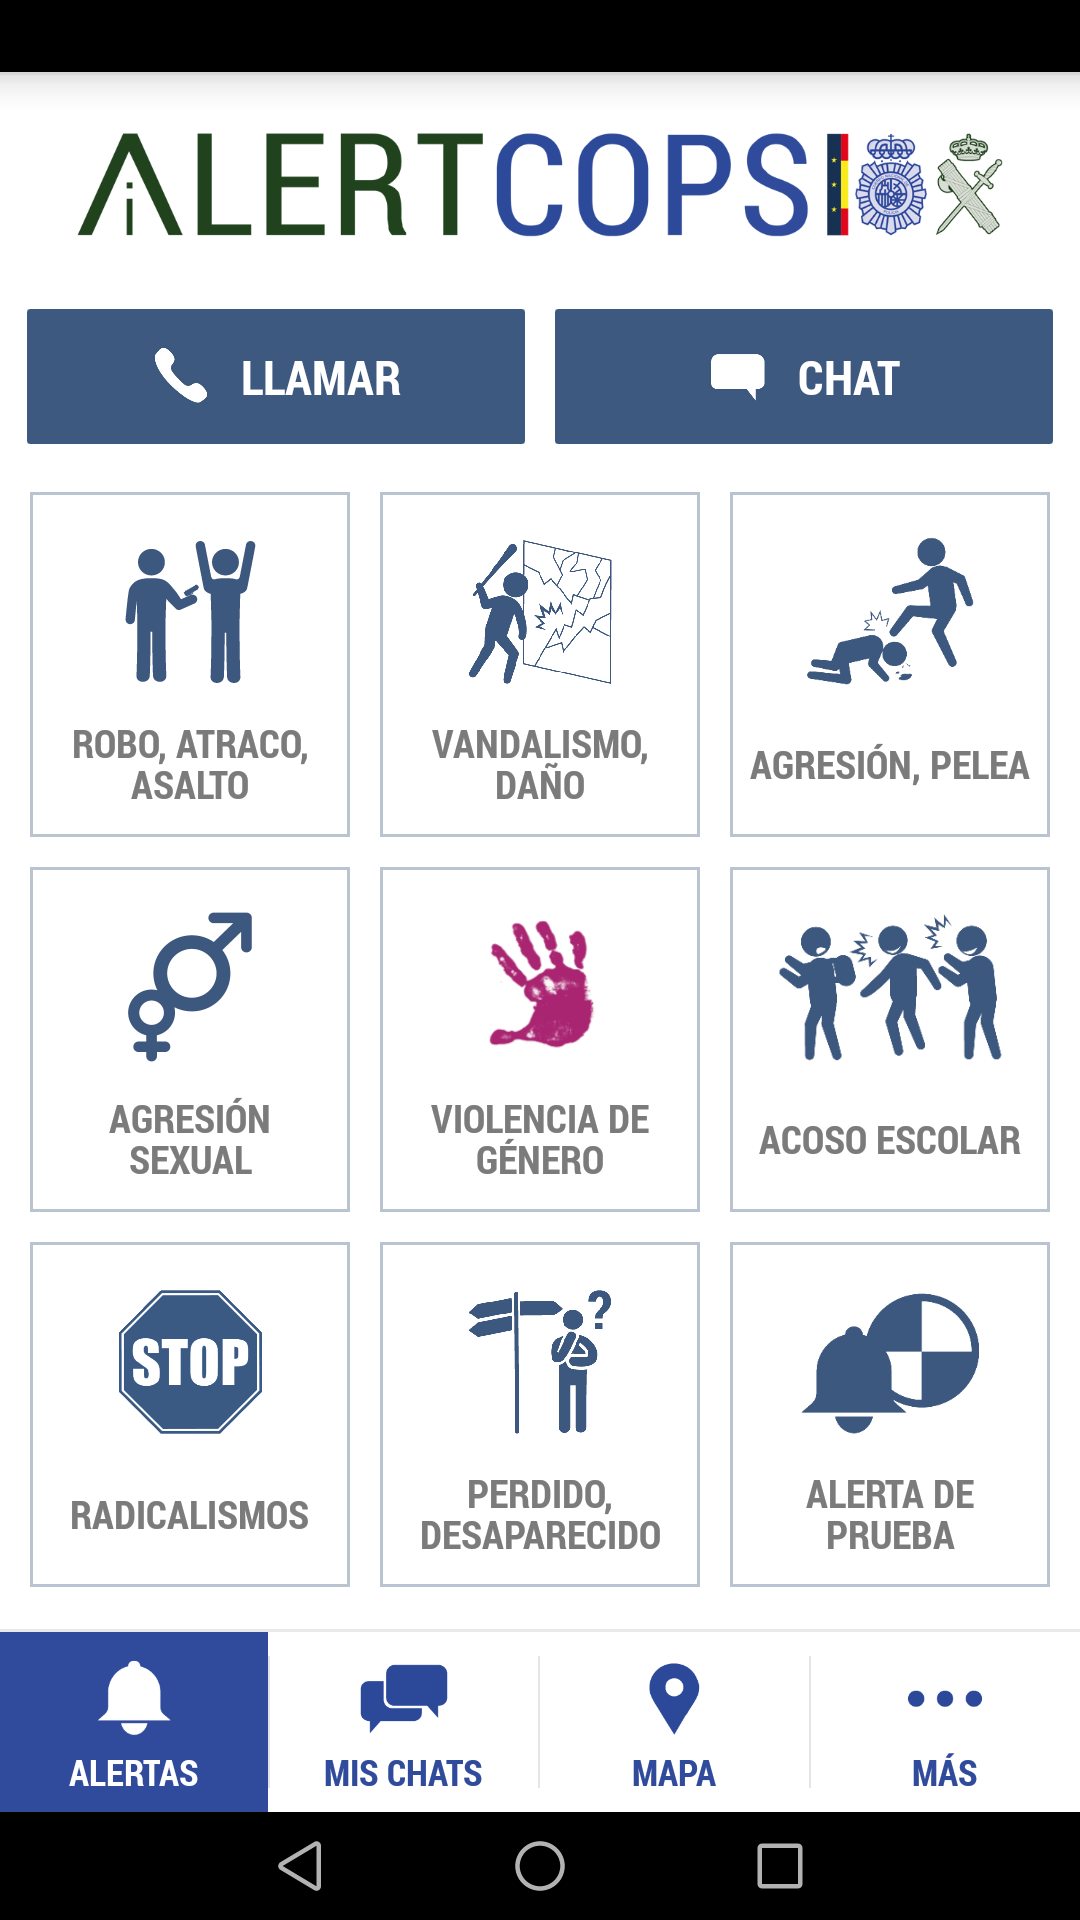 ALERTCOPS
LLAMAR
CHAT
ROBO, ATRACO,
ASALTO
VANDALISMO,
DAÑO
AGRESIÓN, PELEA
AGRESIÓN
SEXUAL
VIOLENCIA DE
GÉNERO
ACOSO ESCOLAR
STOP
RADICALISMOS
?
PERDIDO,
DESAPARECIDO
ALERTA DE
PRUEBA
ALERTAS
MIS CHATS
MAPA
MÁS